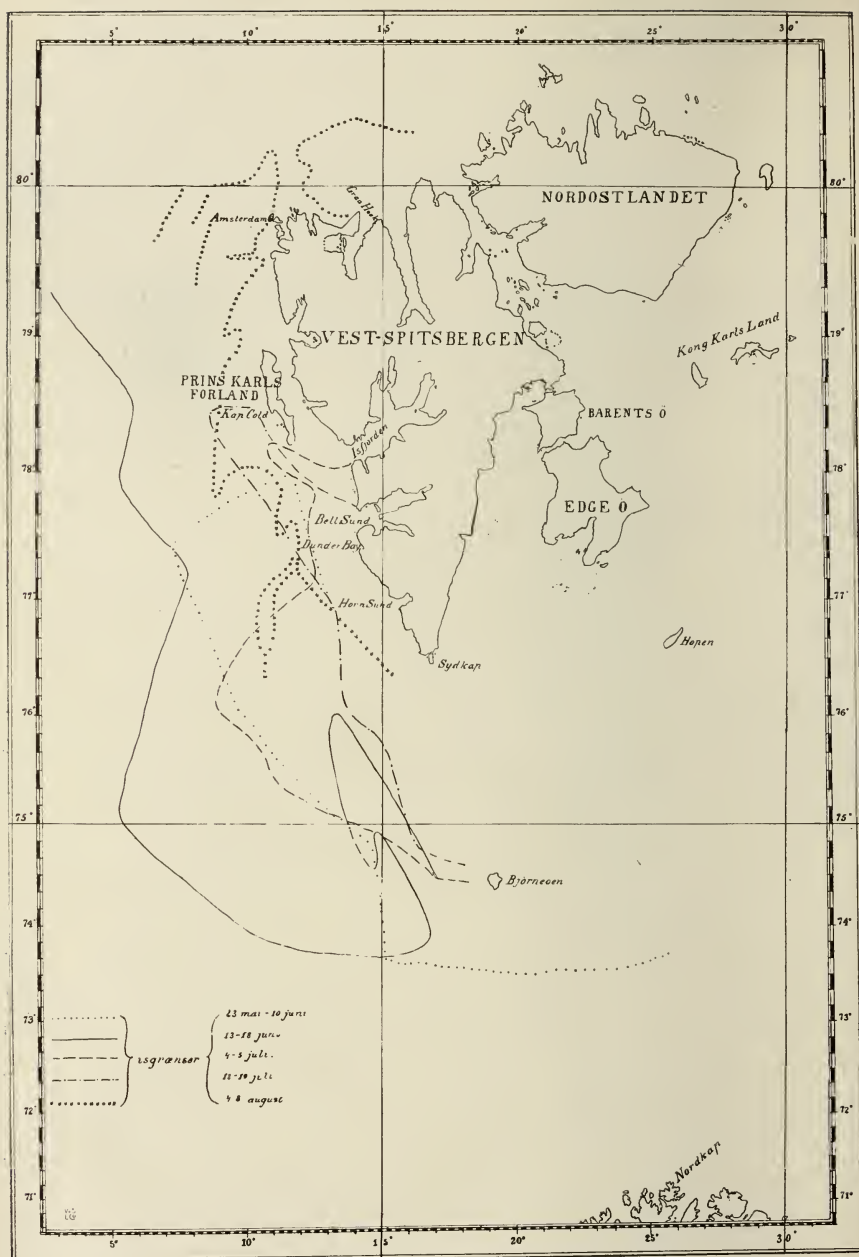 5° 10° 15° 20° 25° 30°
80° 80°
NORDOSTLANDET
Amsterdam
79° 79°
VEST-SPITSBERGEN
Kong Karls Land
PRINS KARLS
FORLAND
Kap Cold
BARENTS Ö
Isfjorden
78° 78°
EDGE Ö
Bell Sund
Dunder Bay
77° 77°
Horn Sund
Hopen
Sydkap
76° 76°
75° 75°
Björneoen
74° 74°
73° 73°
isgrænser
23 mai - 10 juni
13-18 juni
4-5 juli.
juli
4-8 august
72° 72°
Nordkap
71° 71°
5° 10° 15° 20° 25° 30°